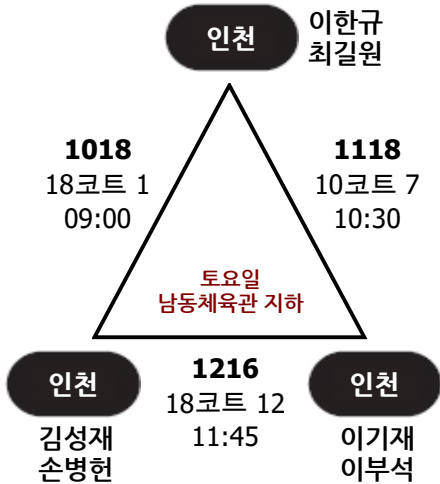 인천
이한규
최길원
1018
18코트 1
09:00
1118
10코트 7
10:30
토요일
남동체육관 지하
인천
김성재
손병헌
1216
18코트 12
11:45
인천
이기재
이부석